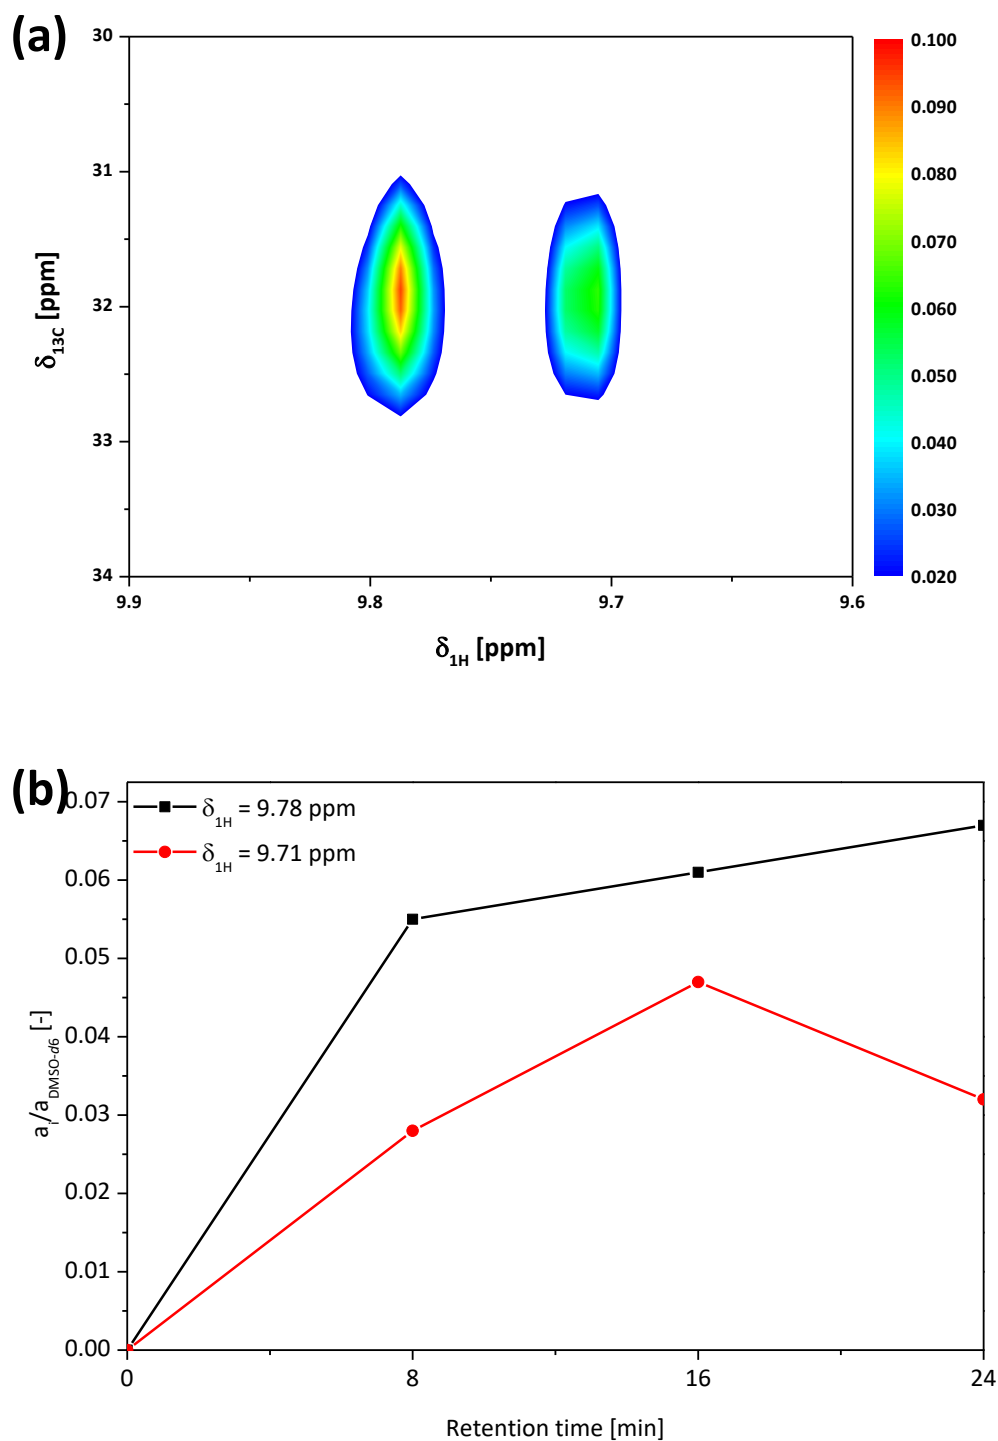 (a)
30
31
32
33
34
δ13C [ppm]
9.9 9.8 9.7 9.6
δ1H [ppm]
0.100
0.090
0.080
0.070
0.060
0.050
0.040
0.030
0.020
(b)
0.07
0.06
0.05
0.04
0.03
0.02
0.01
0.00
ai/aDMSO-d6 [-]
δ1H = 9.78 ppm
δ1H = 9.71 ppm
0 8 16 24
Retention time [min]